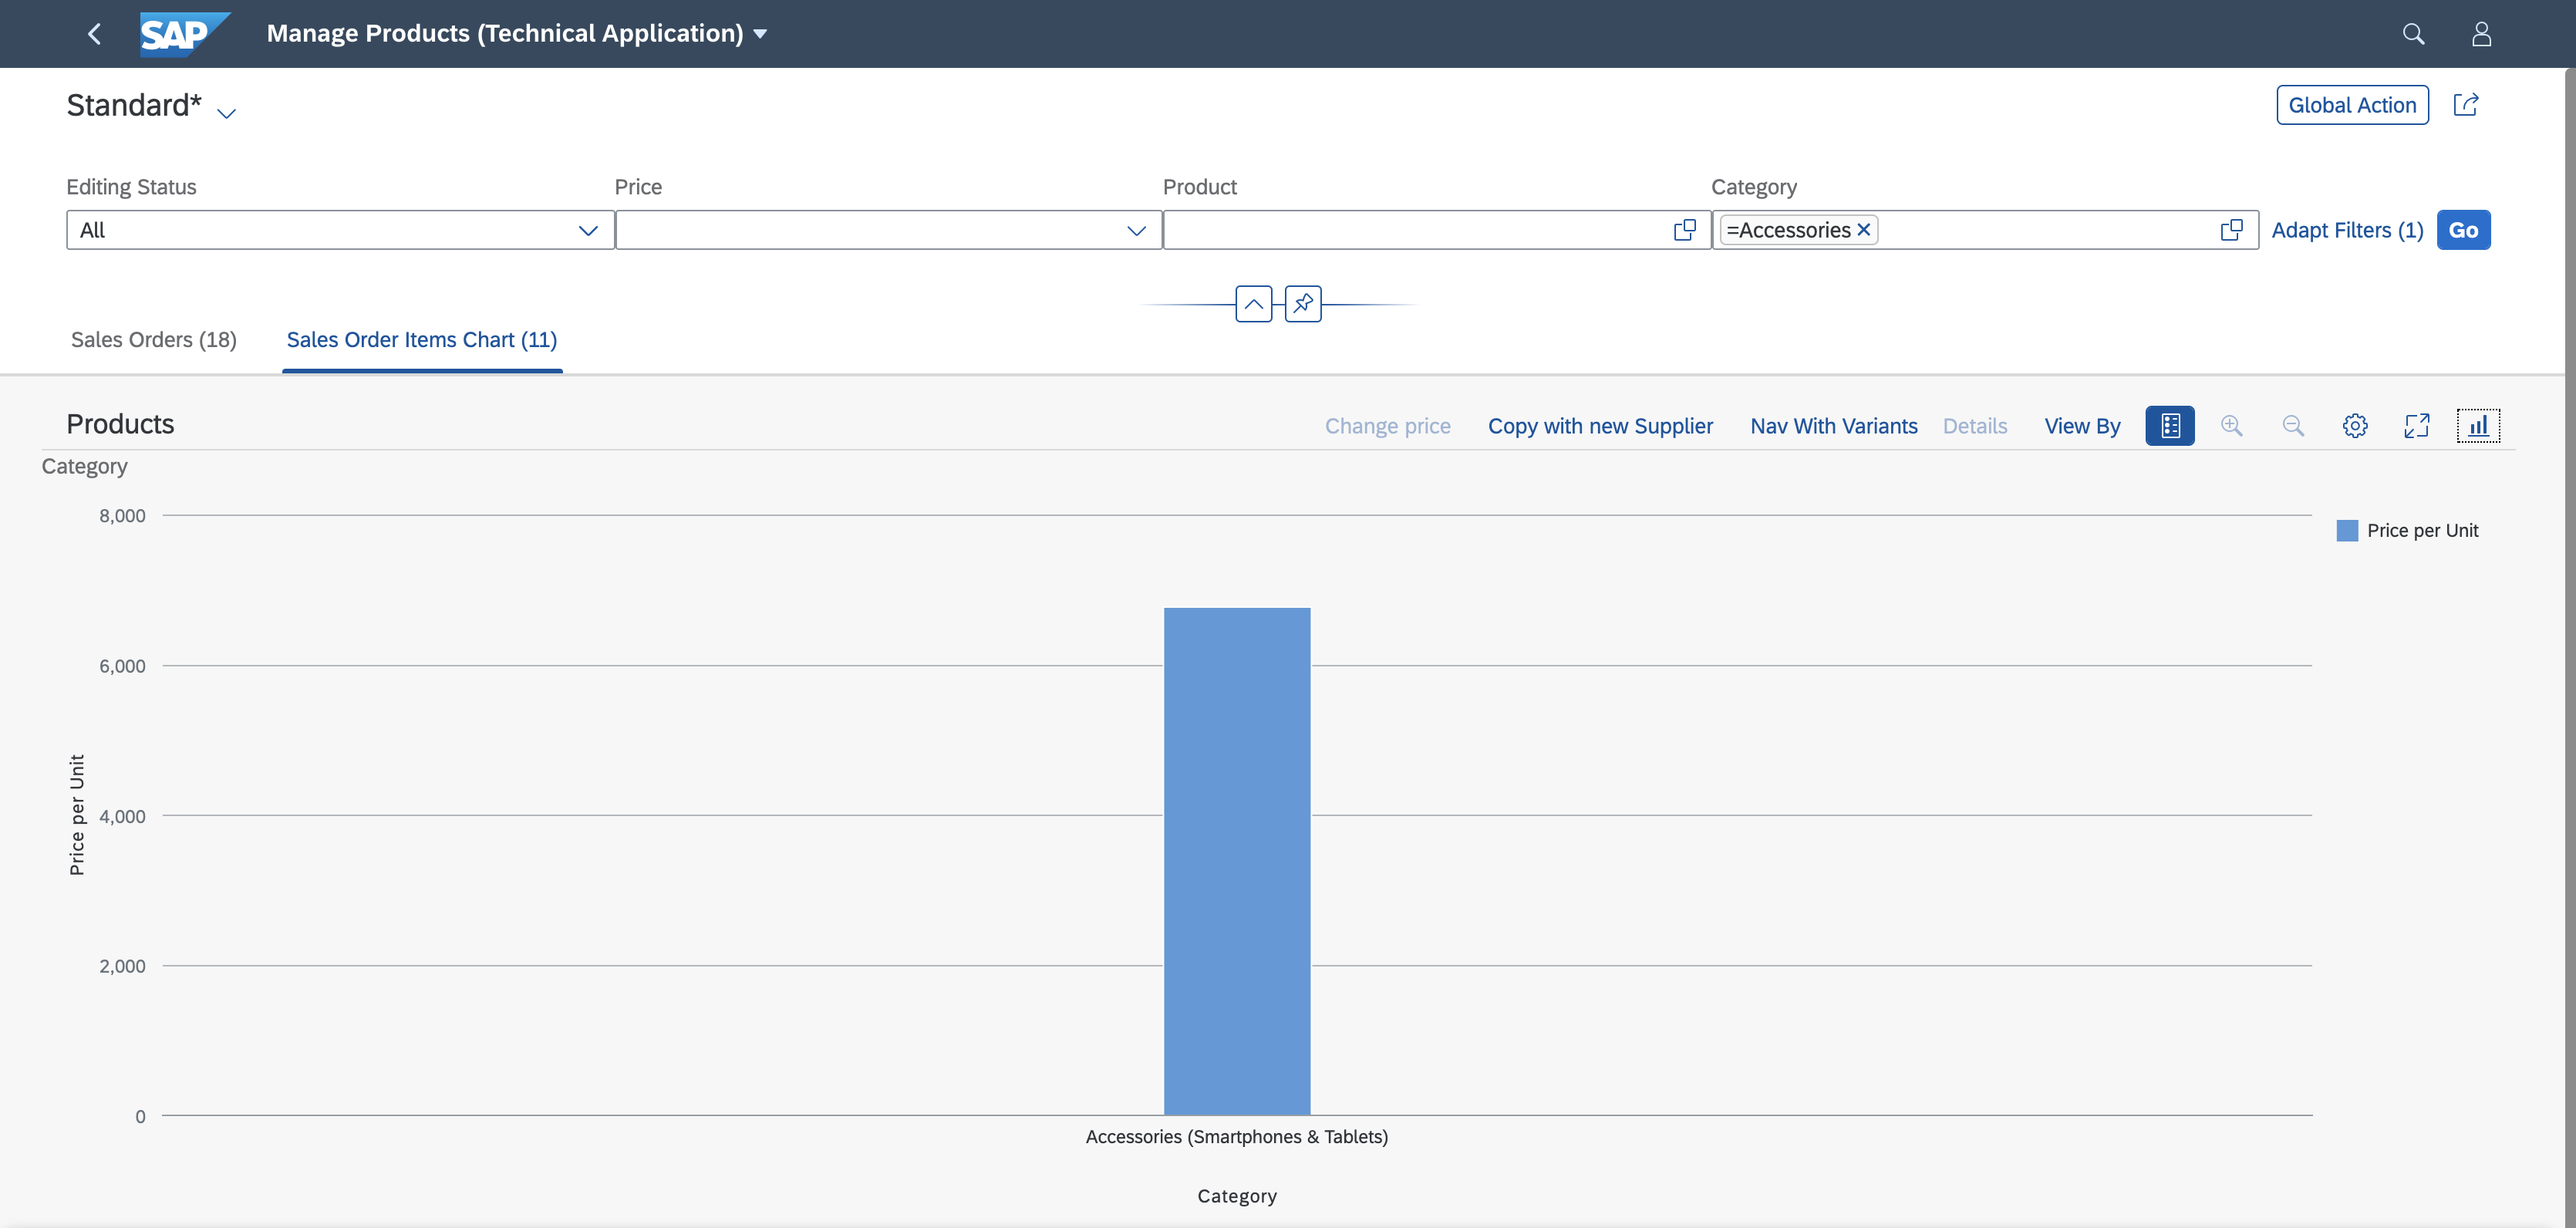 SAP Manage Products (Technical Application)
Standard*
Global Action
Editing Status Price Product Category
All =Accessories Adapt Filters (1) Go
Sales Orders (18) Sales Order Items Chart (11)
Products Change price Copy with new Supplier Nav With Variants Details View By
Category
8,000
Price per Unit
6,000
4,000
Price per Unit
2,000
0
Accessories (Smartphones & Tablets)
Category